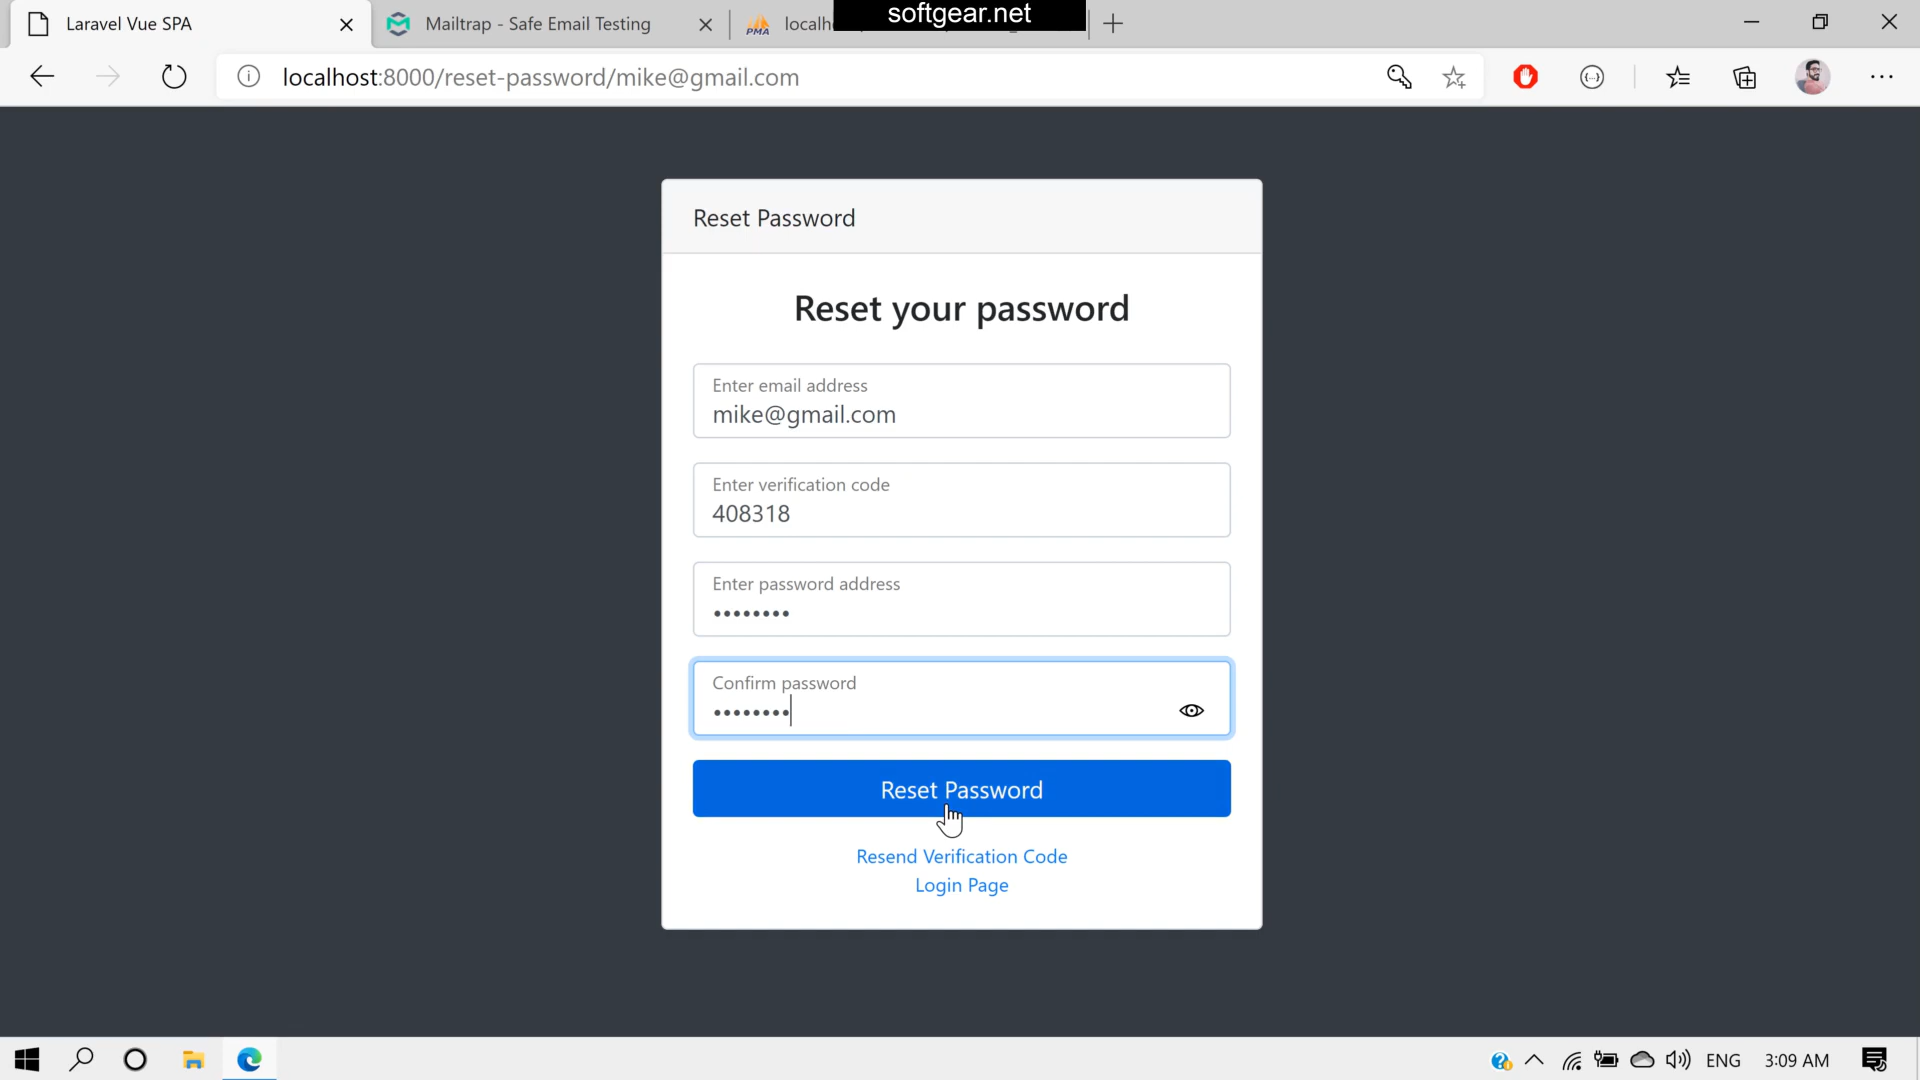 softgear.net
Laravel Vue SPA
Mailtrap - Safe Email Testing
PMA
localhost:8000/reset-password/mike@gmail.com
Reset Password
Reset your password
Enter email address
mike@gmail.com
Enter verification code
408318
Enter password address
••••••••
Confirm password
••••••••
Reset Password
Resend Verification Code
Login Page
ENG
3:09 AM